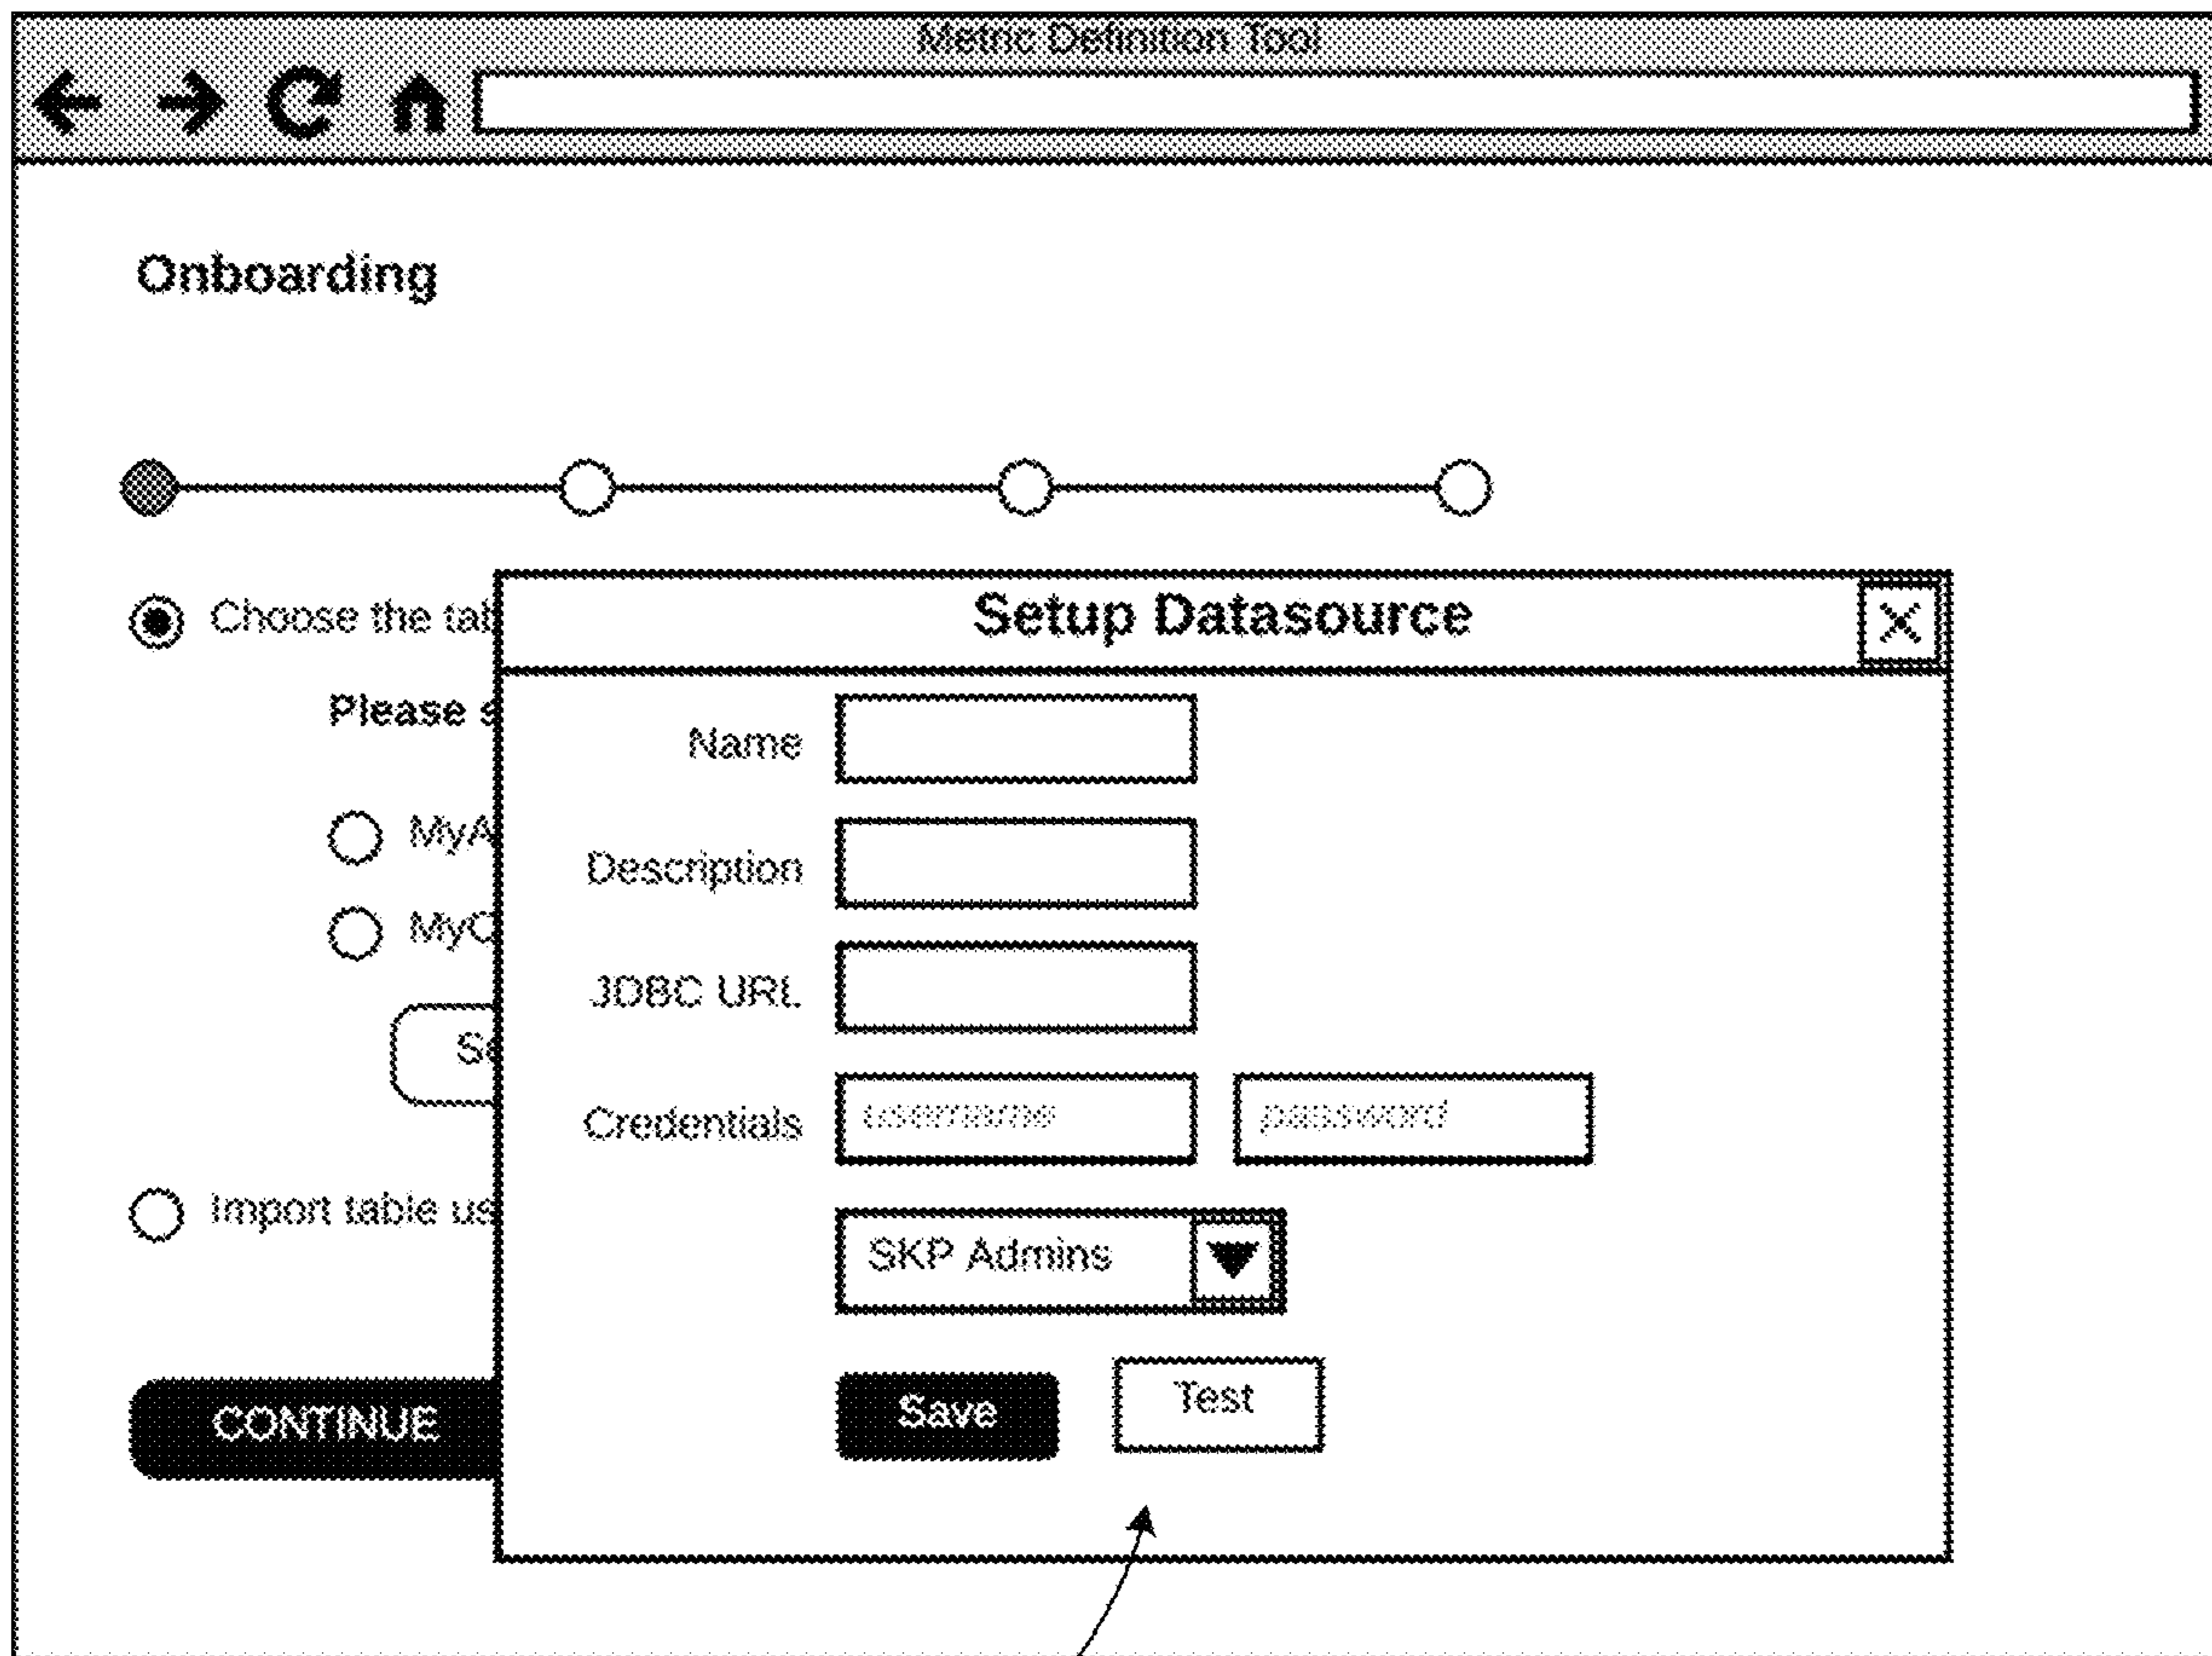 Metric Definition Tool
Onboarding
Choose the tab
Setup Datasource
Please s
Name
MyA
Description
MyC
JDBC URL
Se
Credentials username password
Import table us
SKP Admins
CONTINUE
Save Test